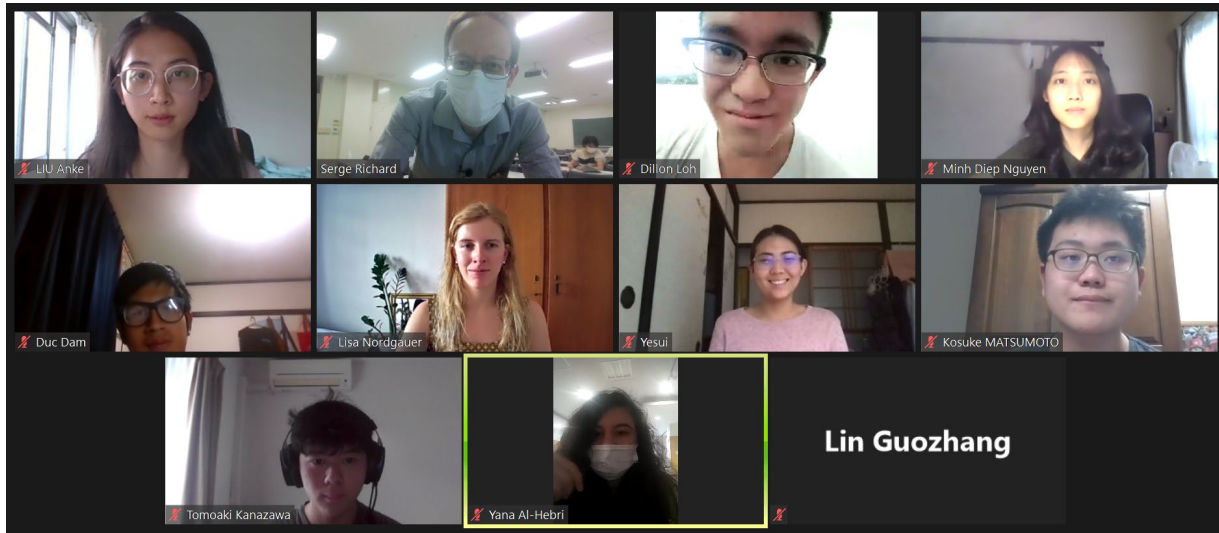 LIU Anke
Serge Richard
Dillon Loh
Minh Diep Nguyen
Duc Dam
Lisa Nordgauer
Yesui
Kosuke MATSUMOTO
Tomoaki Kanazawa
Yana Al-Hebri
Lin Guozhang